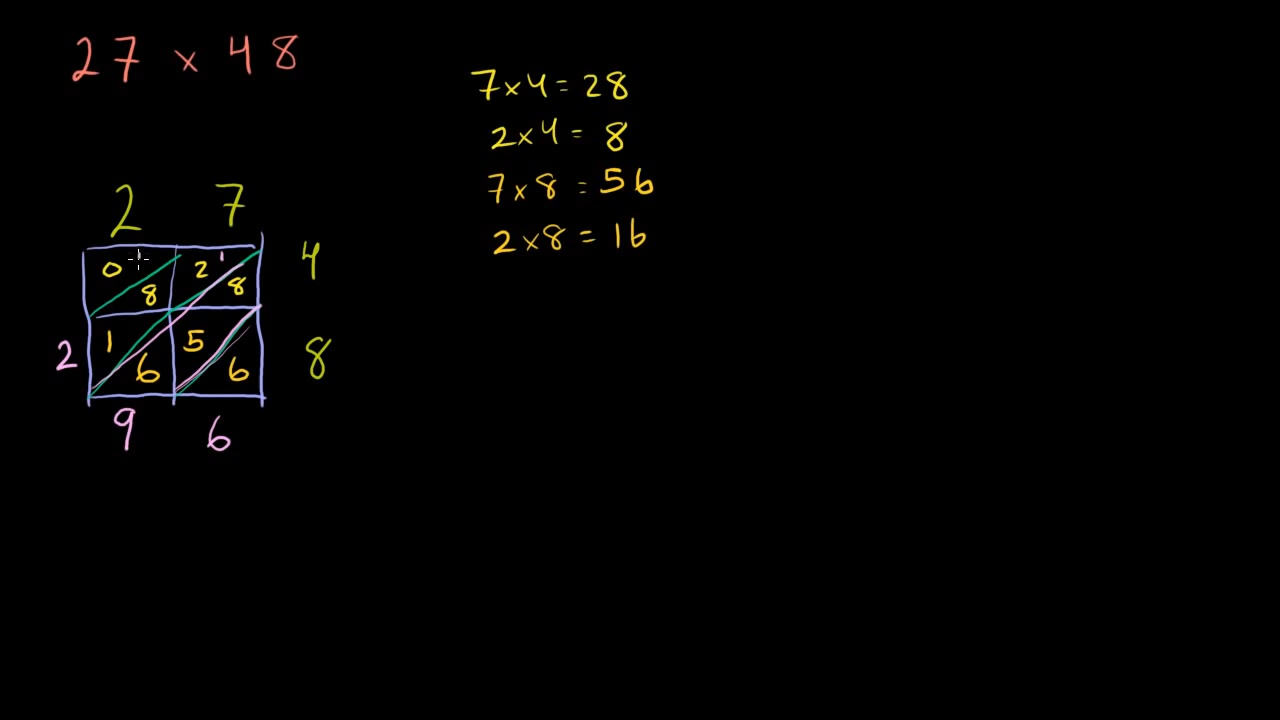 27 × 48
7×4 = 28
2×4 = 8
7×8 = 56
2×8 = 16
2 7
0 2 1 4
8 8
2 1 5 8
6 6
9 6